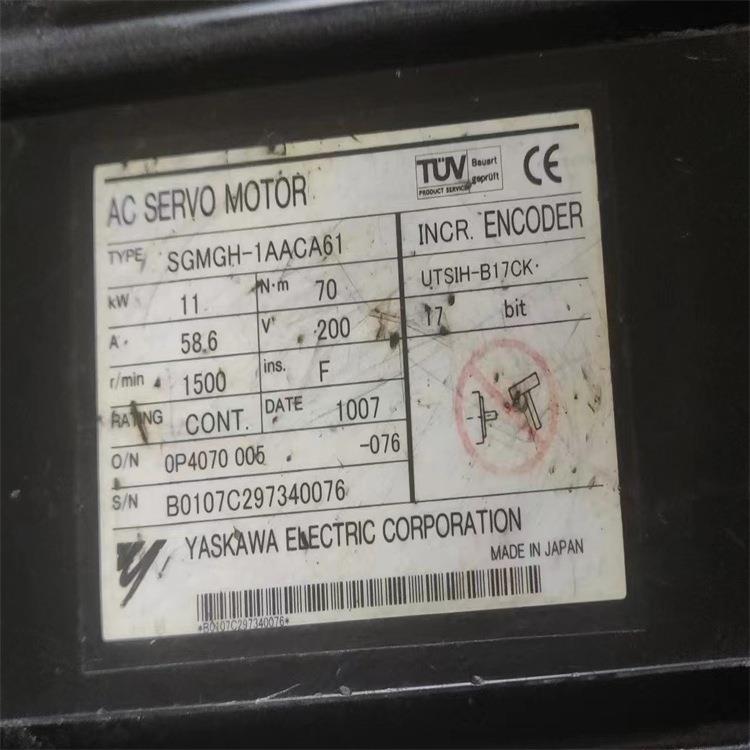 AC SERVO MOTOR
TÜV
PRODUCT SERVICE
Bauart
geprüft
CE
TYPE SGMGH-1AACA61
kW 11 N·m 70
A 58.6 V 200
r/min 1500 ins. F
RATING CONT. DATE 1007
O/N 0P4070 005 -076
S/N B0107C297340076
INCR. ENCODER
UTSIH-B17CK
17 bit
YASKAWA ELECTRIC CORPORATION
MADE IN JAPAN
*B0107C297340076*